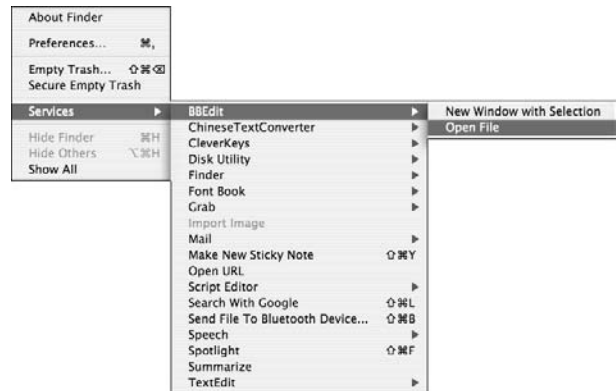 About Finder
Preferences... ⌘,
Empty Trash... ⇧⌘⌫
Secure Empty Trash
Services ▶
Hide Finder ⌘H
Hide Others ⌥⌘H
Show All
BBEdit ▶
ChineseTextConverter ▶
CleverKeys ▶
Disk Utility ▶
Finder ▶
Font Book ▶
Grab ▶
Import Image
Mail ▶
Make New Sticky Note ⇧⌘Y
Open URL
Script Editor ▶
Search With Google ⇧⌘L
Send File To Bluetooth Device... ⇧⌘B
Speech ▶
Spotlight ⇧⌘F
Summarize
TextEdit ▶
New Window with Selection
Open File